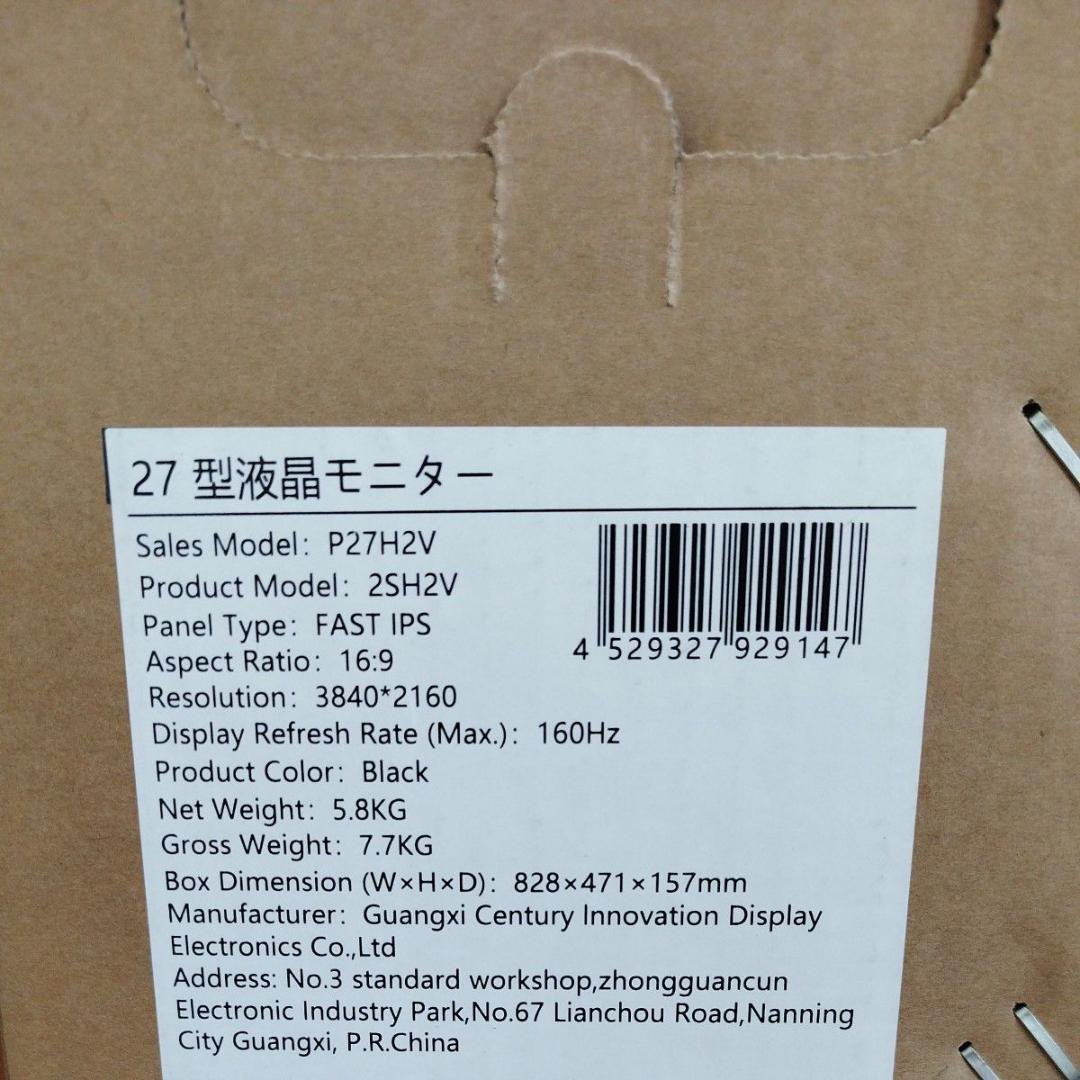 27 型液晶モニター
Sales Model: P27H2V
Product Model: 2SH2V
Panel Type: FAST IPS
4 529327 929147
Aspect Ratio: 16:9
Resolution: 3840*2160
Display Refresh Rate (Max.): 160Hz
Product Color: Black
Net Weight: 5.8KG
Gross Weight: 7.7KG
Box Dimension (W×H×D): 828×471×157mm
Manufacturer: Guangxi Century Innovation Display
Electronics Co.,Ltd
Address: No.3 standard workshop,zhongguancun
Electronic Industry Park,No.67 Lianchou Road,Nanning
City Guangxi, P.R.China